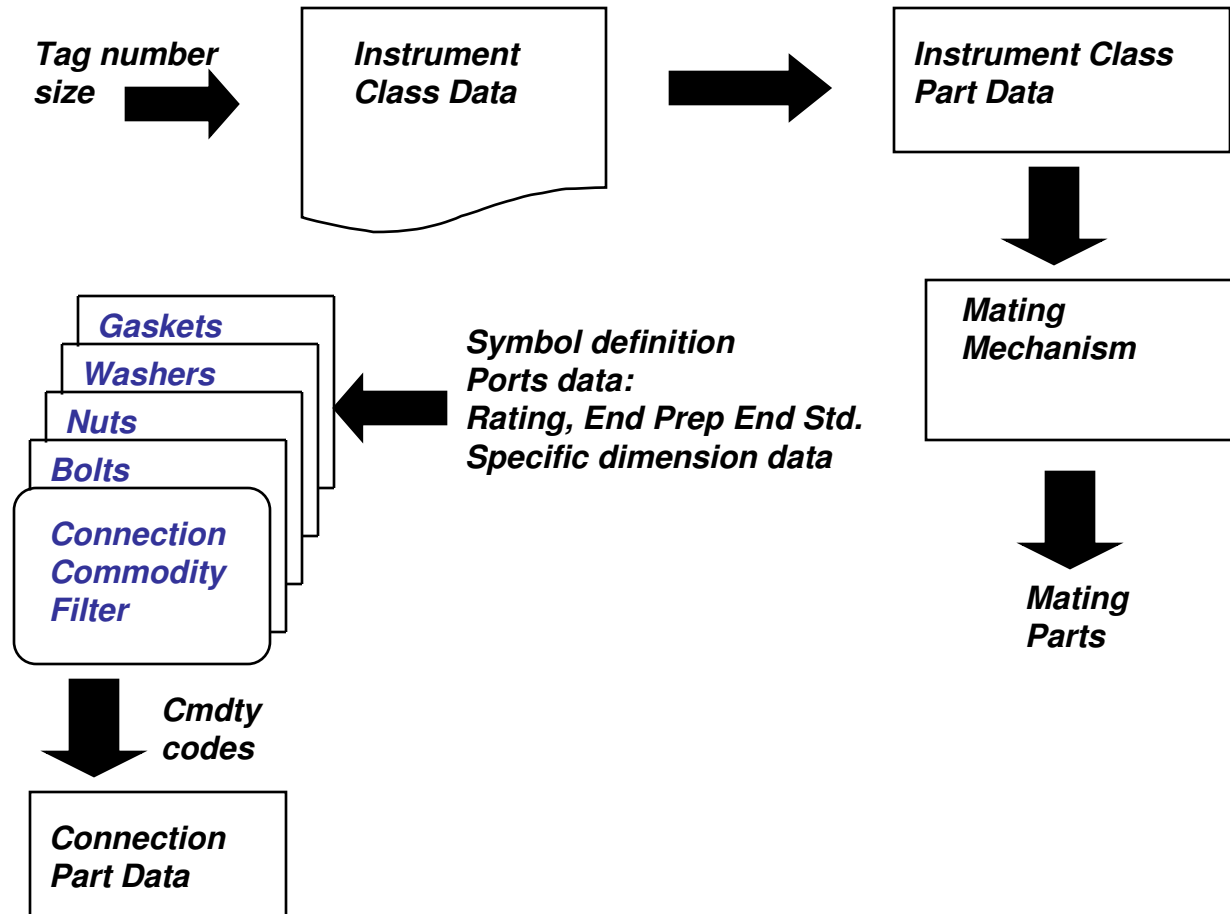 Tag number
size
Instrument
Class Data
Instrument Class
Part Data
Mating
Mechanism
Mating
Parts
Symbol definition
Ports data:
Rating, End Prep End Std.
Specific dimension data
Gaskets
Washers
Nuts
Bolts
Connection
Commodity
Filter
Cmdty
codes
Connection
Part Data